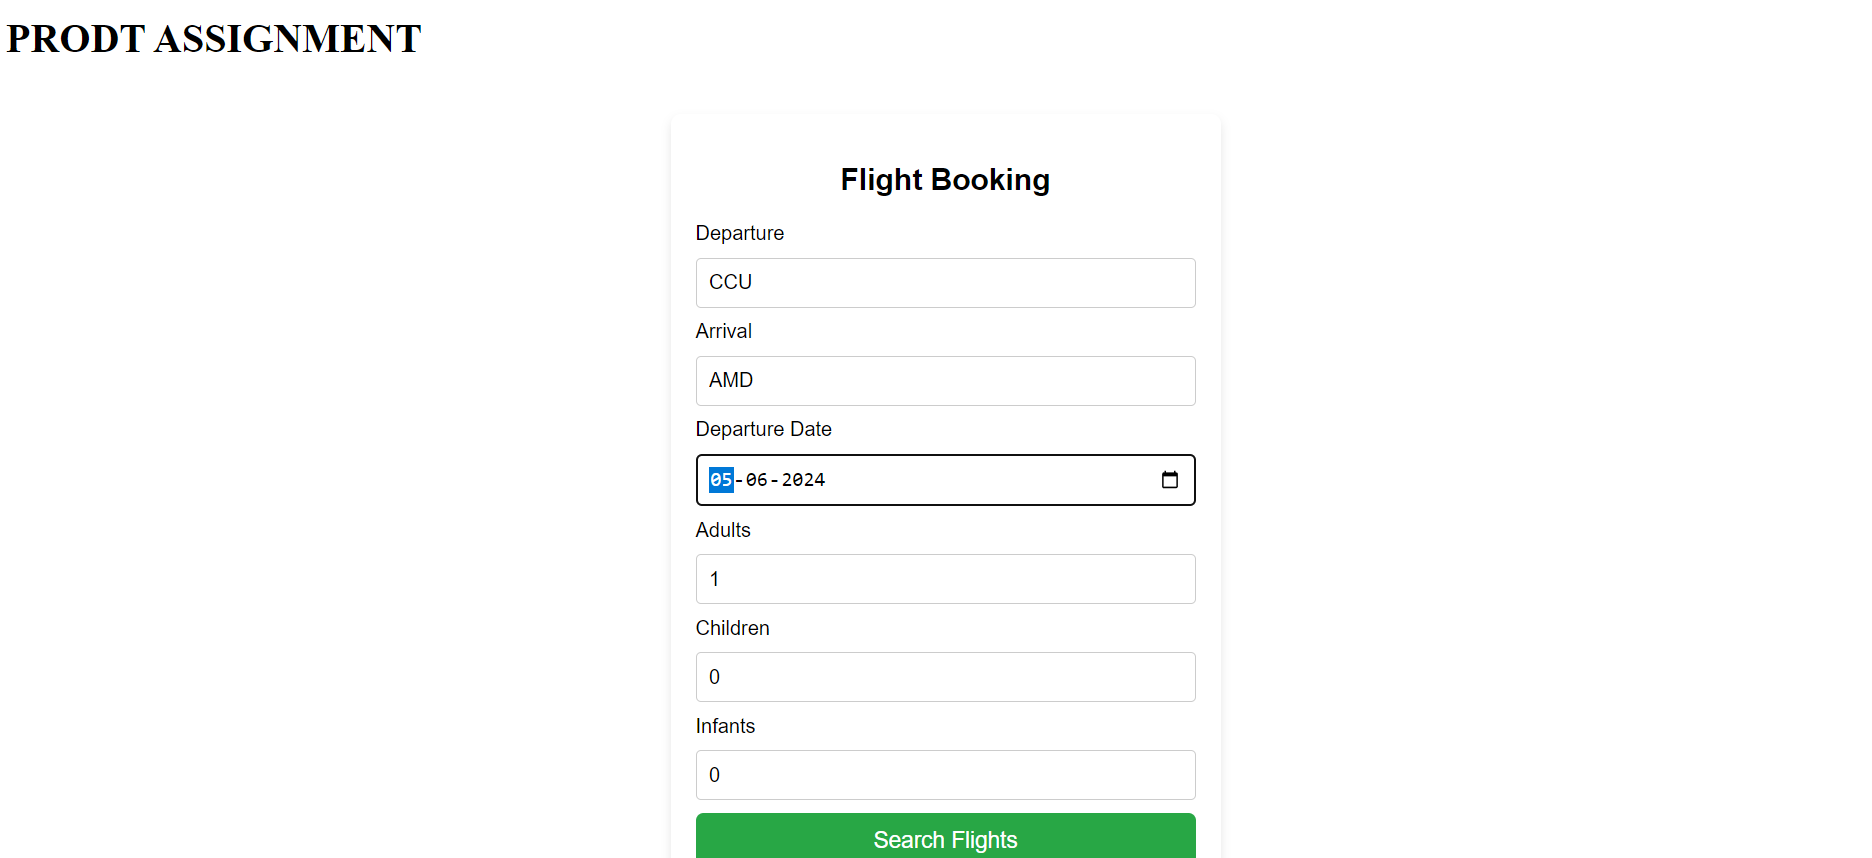 PRODT ASSIGNMENT
Flight Booking
Departure
CCU
Arrival
AMD
Departure Date
05-06-2024
Adults
1
Children
0
Infants
0
Search Flights